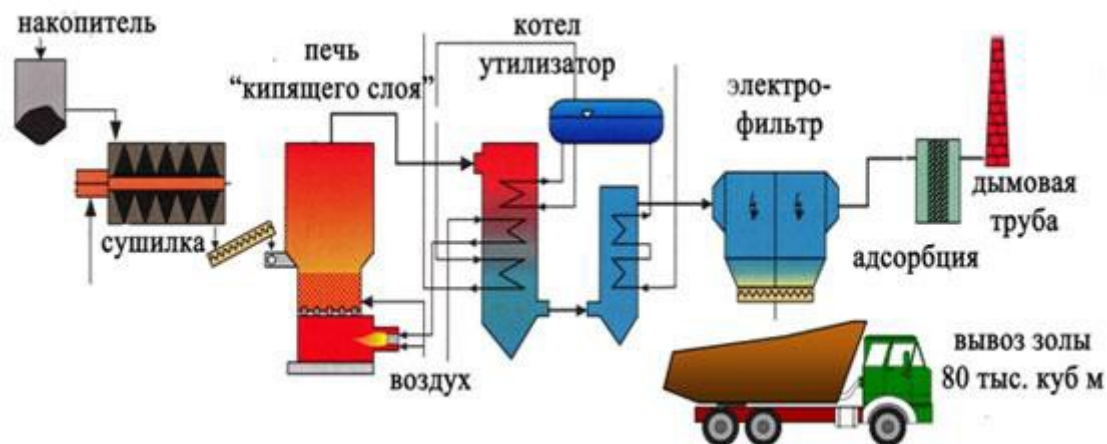 накопитель
печь
“кипящего слоя”
котел
утилизатор
электро-
фильтр
сушилка
воздух
адсорбция
дымовая
труба
вывоз золы
80 тыс. куб м